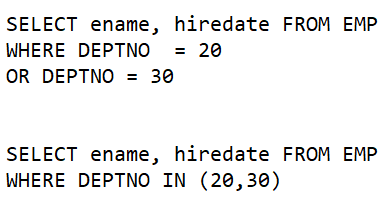 SELECT ename, hiredate FROM EMP
WHERE DEPTNO  = 20
OR DEPTNO = 30
SELECT ename, hiredate FROM EMP
WHERE DEPTNO IN (20,30)